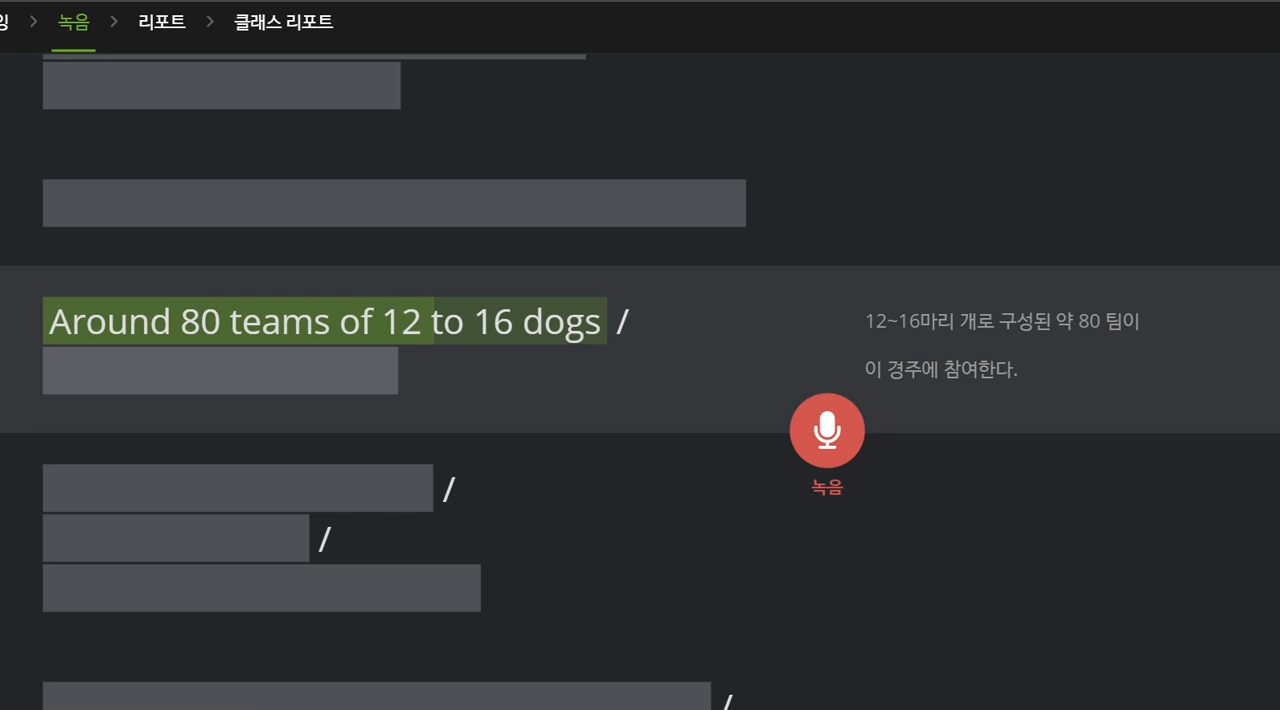 녹음 > 리포트 > 클래스 리포트
Around 80 teams of 12 to 16 dogs /
12~16마리 개로 구성된 약 80 팀이
이 경주에 참여한다.
녹음
/
/
/